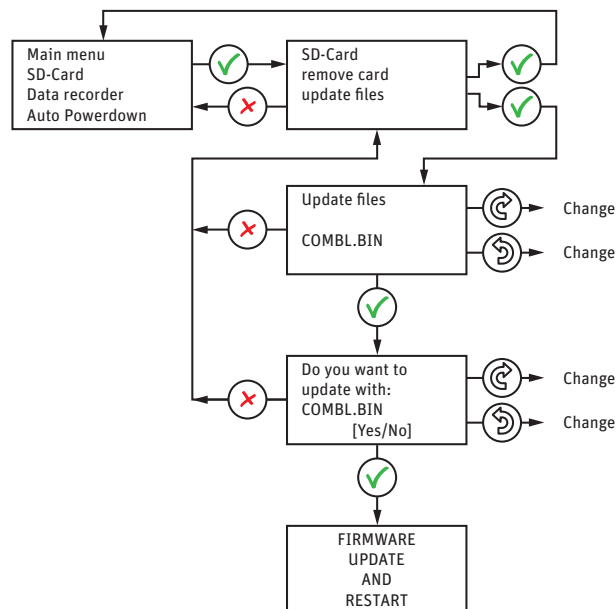 Main menu
SD-Card
Data recorder
Auto Powerdown
SD-Card
remove card
update files
Update files
COMBL.BIN
Change
Change
Do you want to
update with:
COMBL.BIN
[Yes/No]
Change
Change
FIRMWARE
UPDATE
AND
RESTART